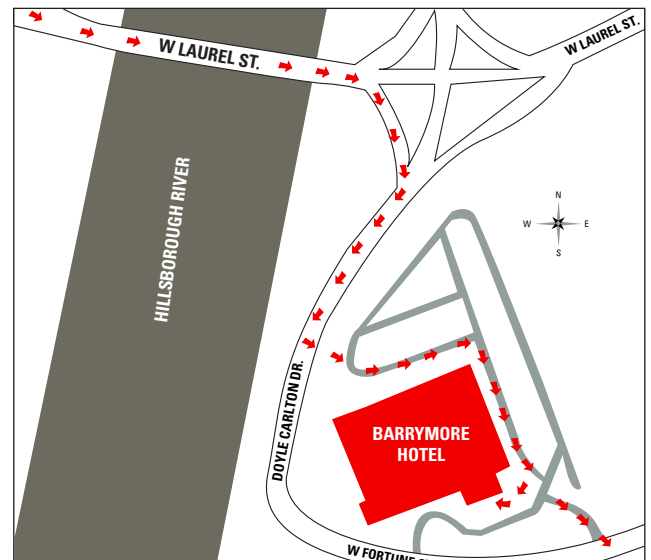 W LAUREL ST.
W LAUREL ST.
HILLSBOROUGH RIVER
N
W E
S
DOYLE CARLTON DR.
BARRYMORE
HOTEL
W FORTUNE